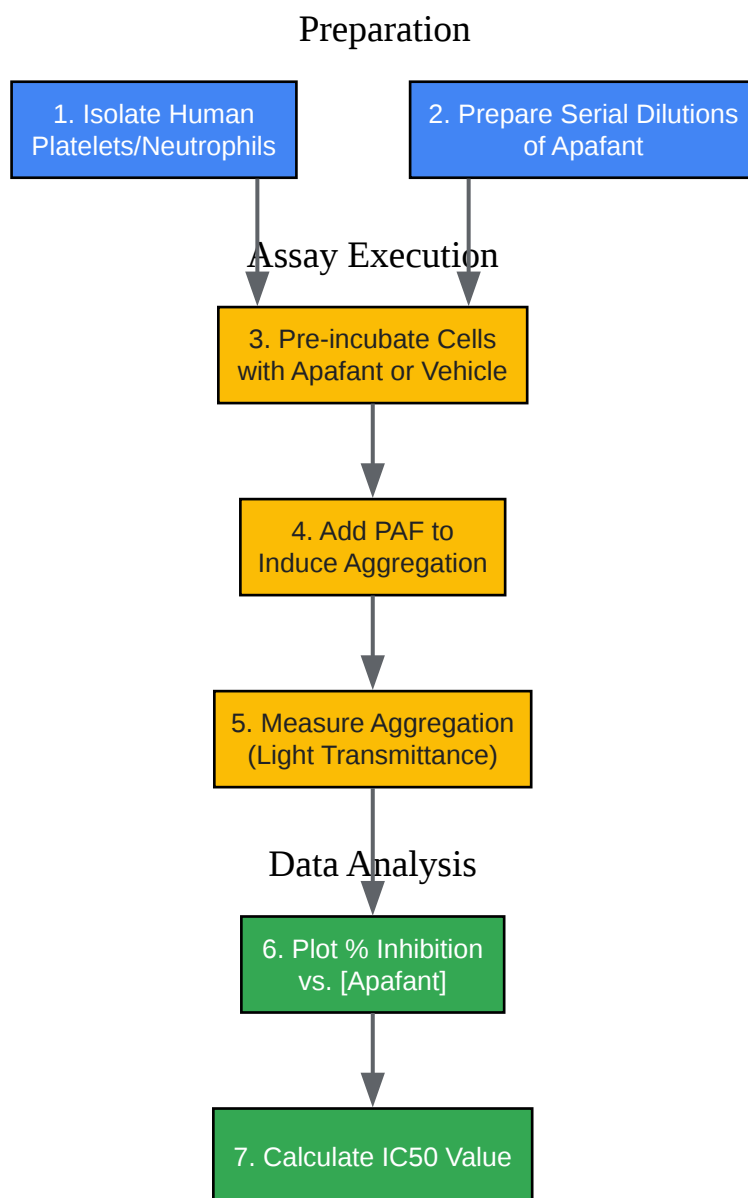 Preparation
1. Isolate Human
Platelets/Neutrophils
2. Prepare Serial Dilutions
of Apafant
Assay Execution
3. Pre-incubate Cells
with Apafant or Vehicle
4. Add PAF to
Induce Aggregation
5. Measure Aggregation
(Light Transmittance)
Data Analysis
6. Plot % Inhibition
vs. [Apafant]
7. Calculate IC50 Value